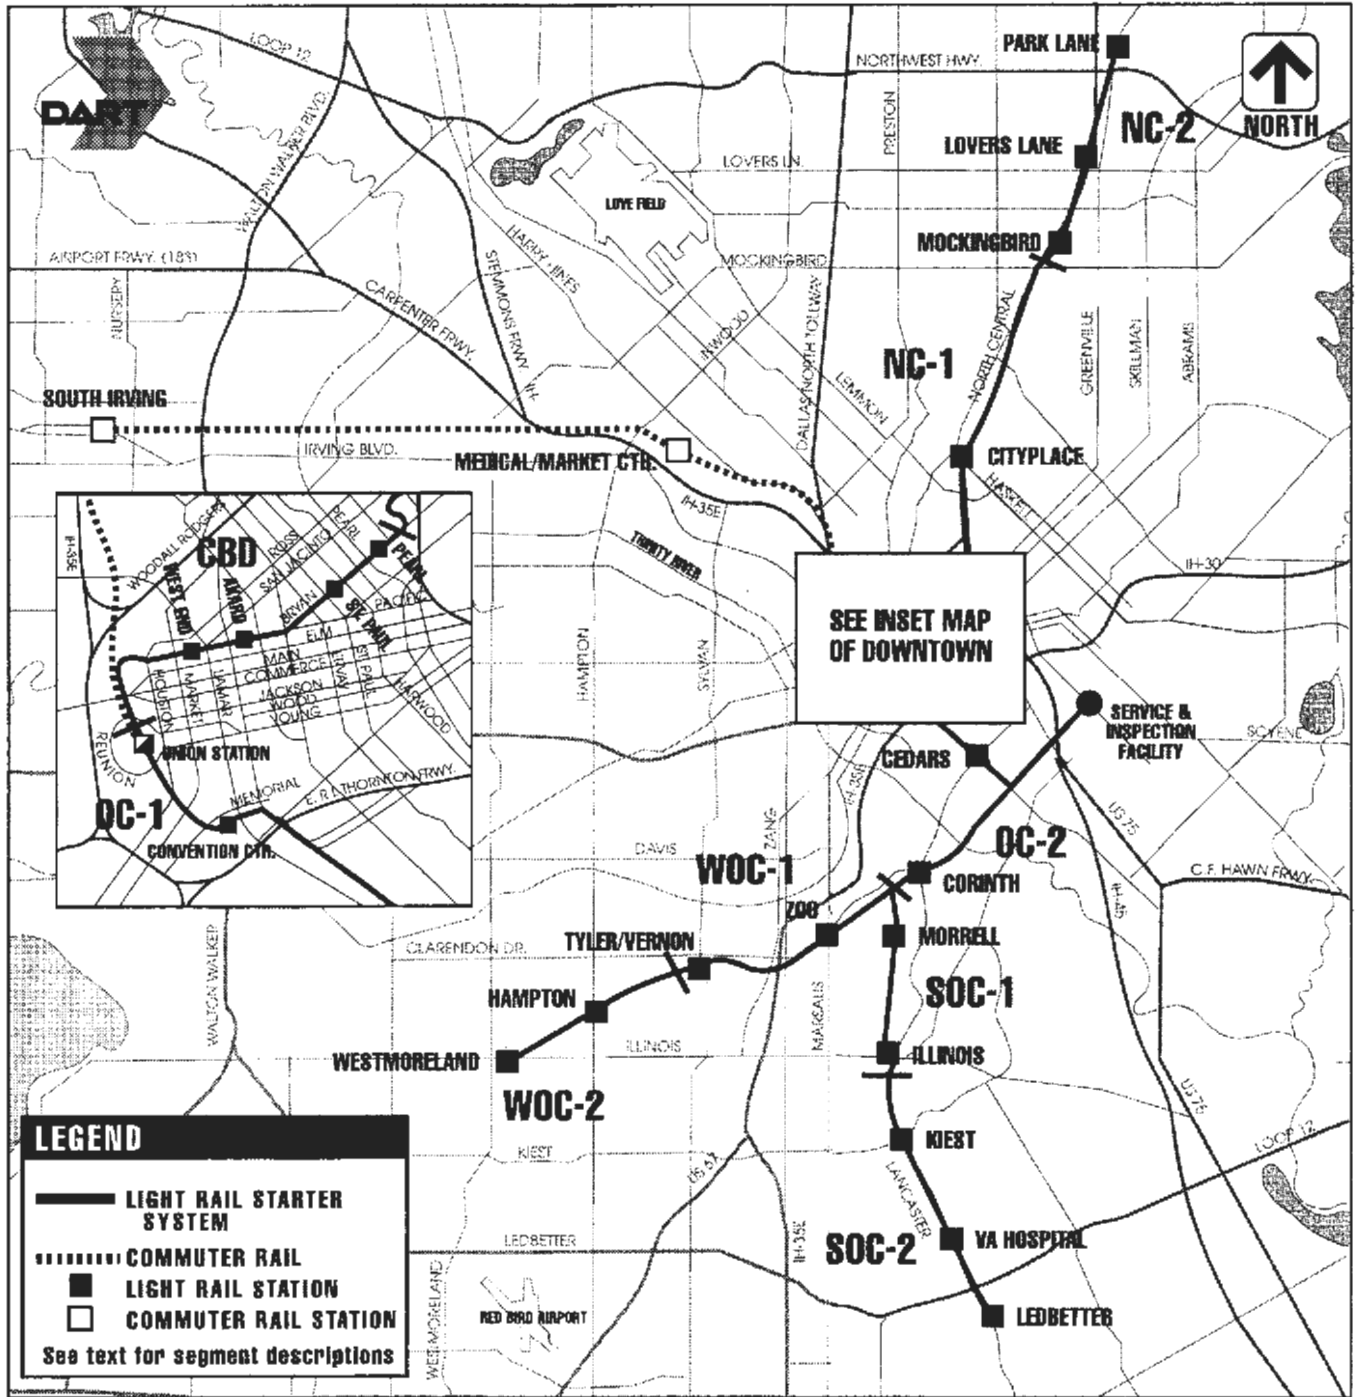 PARK LANE
LOOP 12
NORTHWEST HWY.
DART
NORTH
NC-2
WALTON WALKER BLVD.
PRESTON
LOVERS LANE
LOVERS LN.
LOVE FIELD
MOCKINGBIRD
AIRPORT FRWY. (183)
HARRY HINES
MOCKINGBIRD
STEMMONS FRWY.
IH-
NURSERY
CARPENTER FRWY.
INWOOD
DALLAS NORTH TOLLWAY
NORTH CENTRAL
GREENVILLE
SKILLMAN
ABRAMS
NC-1
LEMMON
SOUTH IRVING
IRVING BLVD.
MEDICAL/MARKET CTR.
CITYPLACE
HASKELL
IH-35E
TRINITY RIVER
IH-30
SEE INSET MAP
OF DOWNTOWN
HAMPTON
SYLVAN
SERVICE &
INSPECTION
FACILITY
SCYENE
CEDARS
IH-35E
ZANG
US 75
OC-2
DAVIS
WOC-1
CORINTH
C.F. HAWN FRWY.
IH-45
ZOO
MORRELL
TYLER/VERNON
CLARENDON DR.
WALTON WALKER
HAMPTON
SOC-1
MARSALIS
ILLINOIS
ILLINOIS
WESTMORELAND
WOC-2
US 75
LOOP 12
KIEST
KIEST
US 67
LANCASTER
VA HOSPITAL
SOC-2
LEDBETTER
IH-35E
LEDBETTER
RED BIRD AIRPORT
WESTMORELAND
IH-35E
WOODALL RODGERS
CBD
ROSS
SAN JACINTO
PEARL
PEARL
WEST END
AKARD
BRYAN
ST. PAUL
PACIFIC
ELM
MAIN
COMMERCE
JACKSON
WOOD
YOUNG
HOUSTON
MARKET
LAMAR
ERVAY
ST. PAUL
HARWOOD
REUNION
UNION STATION
OC-1
MEMORIAL
E. R.L. THORNTON FRWY.
CONVENTION CTR.
LEGEND
LIGHT RAIL STARTER
SYSTEM
COMMUTER RAIL
LIGHT RAIL STATION
COMMUTER RAIL STATION
See text for segment descriptions